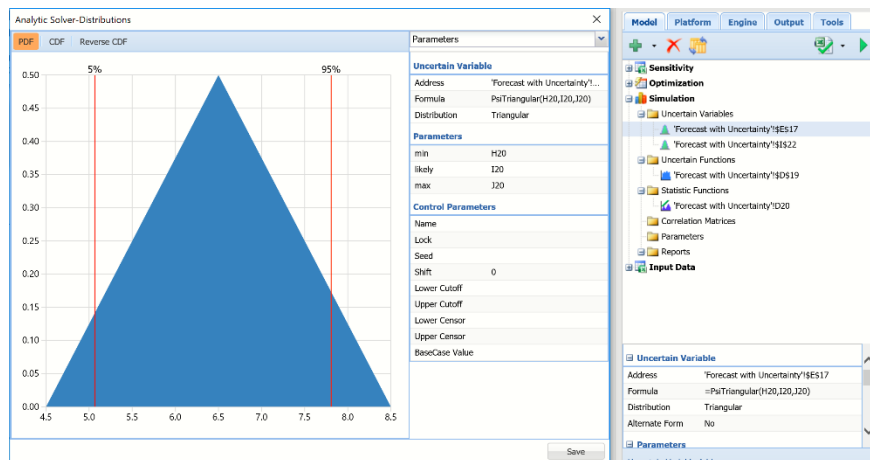 Analytic Solver-Distributions
PDF CDF Reverse CDF
5% 95%
0.50
0.45
0.40
0.35
0.30
0.25
0.20
0.15
0.10
0.05
0.00
4.5 5.0 5.5 6.0 6.5 7.0 7.5 8.0 8.5
Parameters
Uncertain Variable
Address 'Forecast with Uncertainty'!...
Formula PsiTriangular(H20,I20,J20)
Distribution Triangular
Parameters
min H20
likely I20
max J20
Control Parameters
Name
Lock
Seed
Shift 0
Lower Cutoff
Upper Cutoff
Lower Censor
Upper Censor
BaseCase Value
Save
Model Platform Engine Output Tools
Sensitivity
Optimization
Simulation
Uncertain Variables
'Forecast with Uncertainty'!$E$17
'Forecast with Uncertainty'!$I$22
Uncertain Functions
'Forecast with Uncertainty'!$D$19
Statistic Functions
'Forecast with Uncertainty'!D20
Correlation Matrices
Parameters
Reports
Input Data
Uncertain Variable
Address 'Forecast with Uncertainty'!$E$17
Formula =PsiTriangular(H20,I20,J20)
Distribution Triangular
Alternate Form No
Parameters